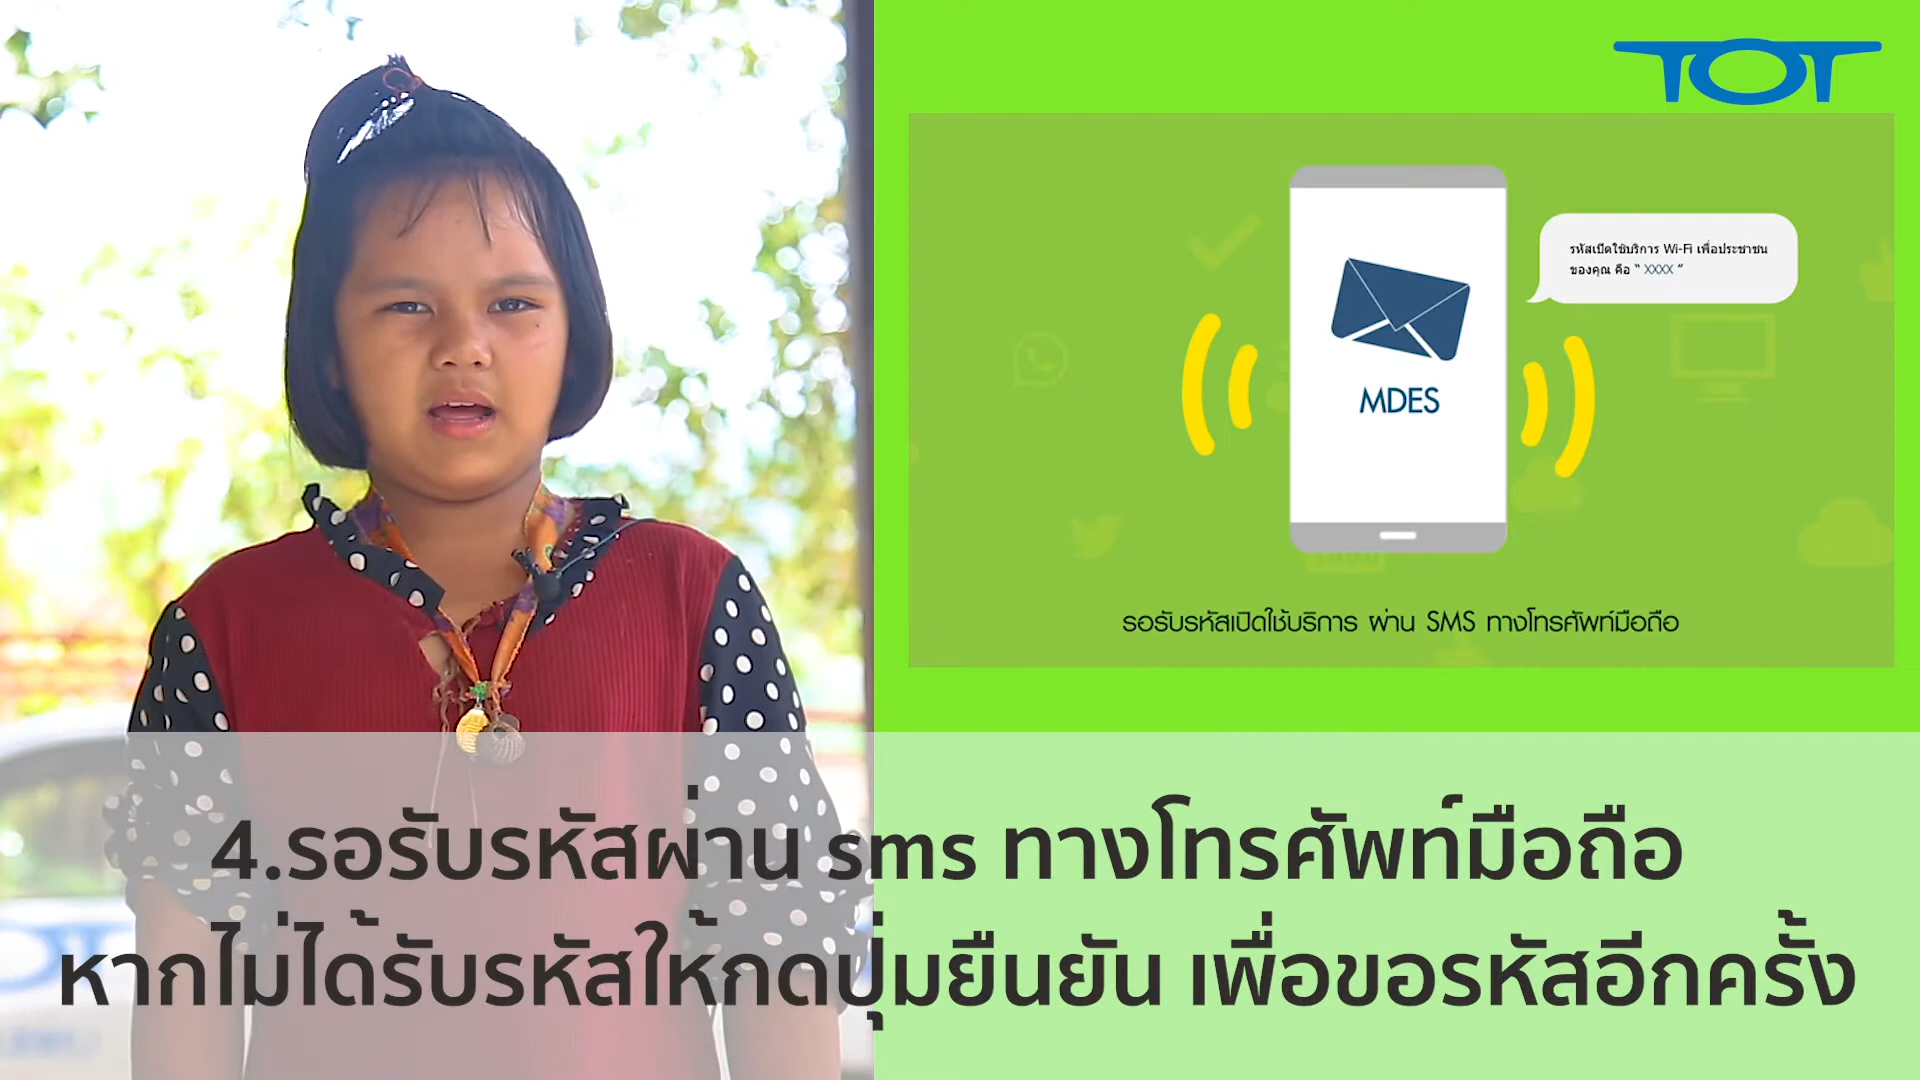 TOT
รหัสเปิดใช้บริการ Wi-Fi เพื่อประชาชน
ของคุณ คือ “ XXXX ”
MDES
รอรับรหัสเปิดใช้บริการ ผ่าน SMS ทางโทรศัพท์มือถือ
4.รอรับรหัสผ่าน sms ทางโทรศัพท์มือถือ
หากไม่ได้รับรหัสให้กดปุ่มยืนยัน เพื่อขอรหัสอีกครั้ง